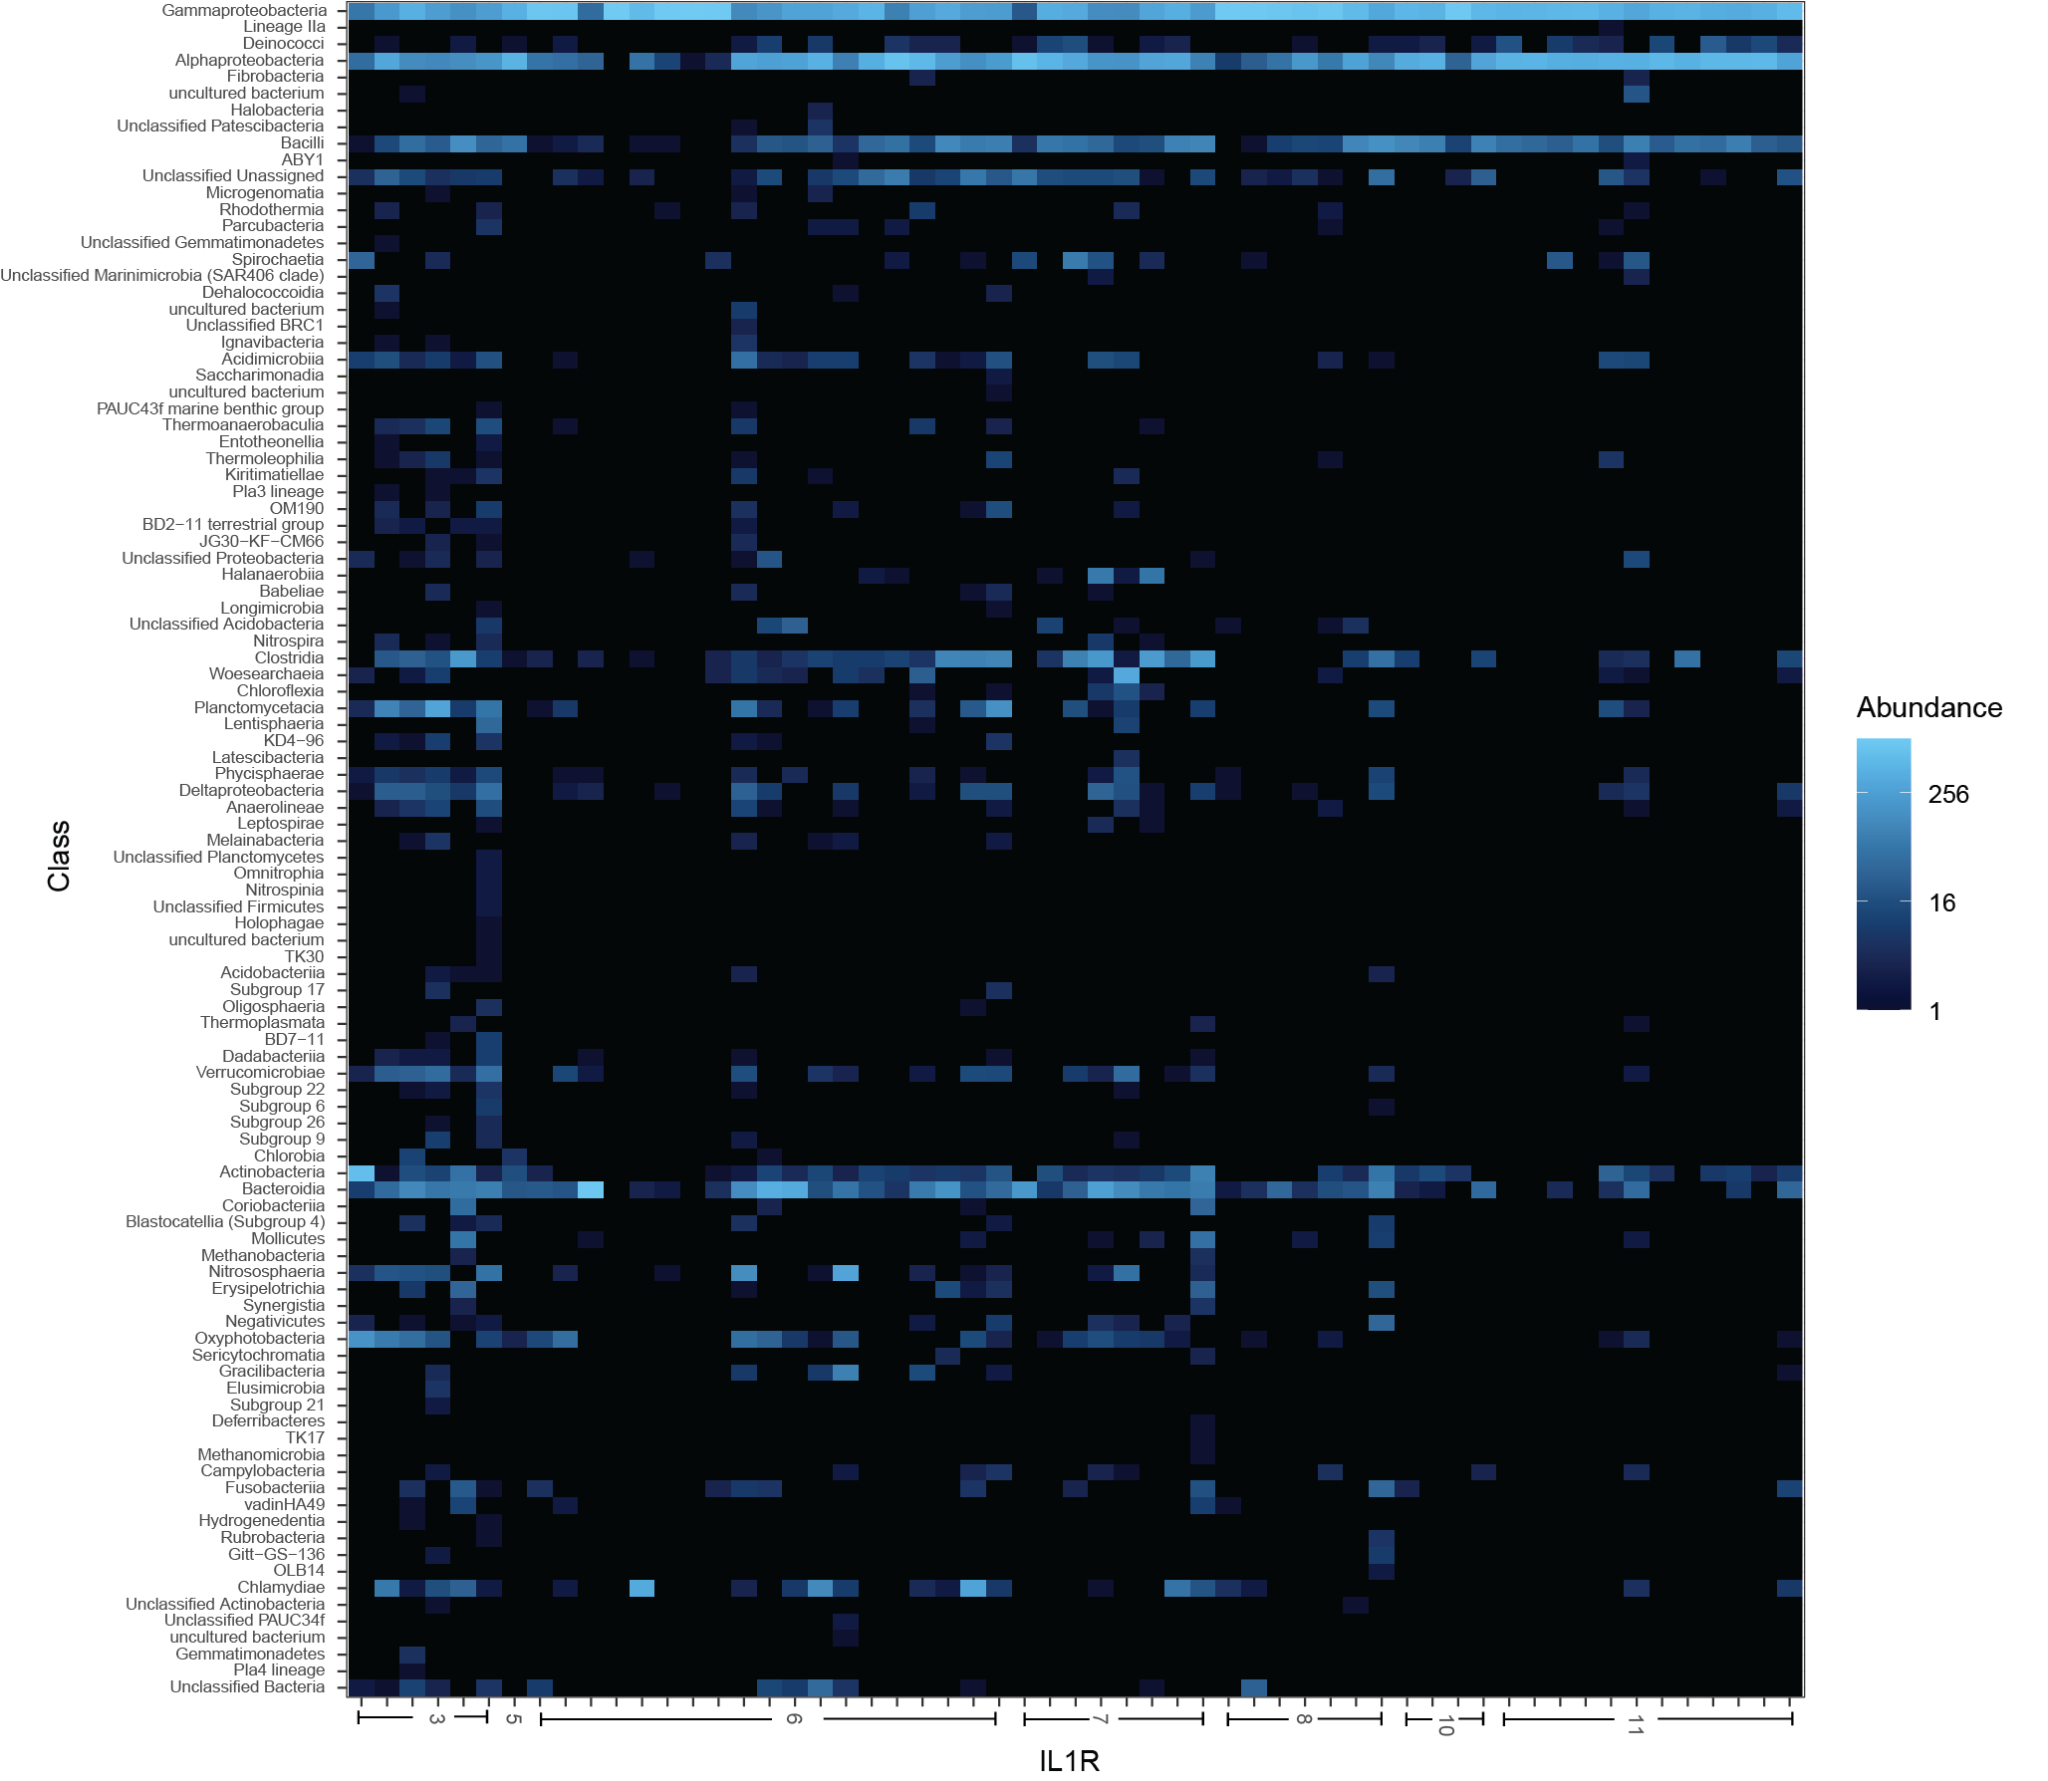 Gammaproteobacteria
Lineage IIa
Deinococci
Alphaproteobacteria
Fibrobacteria
uncultured bacterium
Halobacteria
Unclassified Patescibacteria
Bacilli
ABY1
Unclassified Unassigned
Microgenomatia
Rhodothermia
Parcubacteria
Unclassified Gemmatimonadetes
Spirochaetia
Unclassified Marinimicrobia (SAR406 clade)
Dehalococcoidia
uncultured bacterium
Unclassified BRC1
Ignavibacteria
Acidimicrobiia
Saccharimonadia
uncultured bacterium
PAUC43f marine benthic group
Thermoanaerobaculia
Entotheonellia
Thermoleophilia
Kiritimatiellae
Pla3 lineage
OM190
BD2−11 terrestrial group
JG30−KF−CM66
Unclassified Proteobacteria
Halanaerobiia
Babeliae
Longimicrobia
Unclassified Acidobacteria
Nitrospira
Clostridia
Woesearchaeia
Chloroflexia
Planctomycetacia
Lentisphaeria
KD4−96
Latescibacteria
Phycisphaerae
Deltaproteobacteria
Anaerolineae
Leptospirae
Melainabacteria
Unclassified Planctomycetes
Omnitrophia
Nitrospinia
Unclassified Firmicutes
Holophagae
uncultured bacterium
TK30
Acidobacteriia
Subgroup 17
Oligosphaeria
Thermoplasmata
BD7−11
Dadabacteriia
Verrucomicrobiae
Subgroup 22
Subgroup 6
Subgroup 26
Subgroup 9
Chlorobia
Actinobacteria
Bacteroidia
Coriobacteriia
Blastocatellia (Subgroup 4)
Mollicutes
Methanobacteria
Nitrososphaeria
Erysipelotrichia
Synergistia
Negativicutes
Oxyphotobacteria
Sericytochromatia
Gracilibacteria
Elusimicrobia
Subgroup 21
Deferribacteres
TK17
Methanomicrobia
Campylobacteria
Fusobacteriia
vadinHA49
Hydrogenedentia
Rubrobacteria
Gitt−GS−136
OLB14
Chlamydiae
Unclassified Actinobacteria
Unclassified PAUC34f
uncultured bacterium
Gemmatimonadetes
Pla4 lineage
Unclassified Bacteria
Class
3 5 6 7 8 10 11
IL1R
Abundance
256
16
1